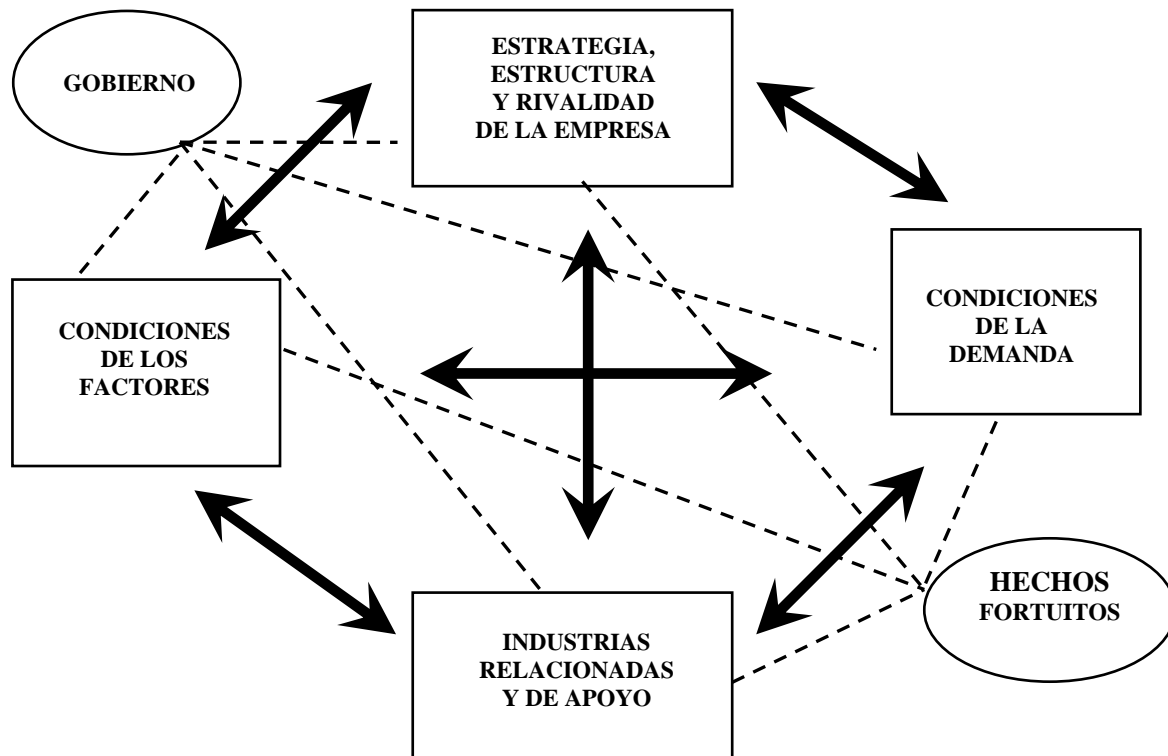 GOBIERNO
ESTRATEGIA,
ESTRUCTURA
Y RIVALIDAD
DE LA EMPRESA
CONDICIONES
DE LOS
FACTORES
CONDICIONES
DE LA
DEMANDA
INDUSTRIAS
RELACIONADAS
Y DE APOYO
HECHOS
FORTUITOS